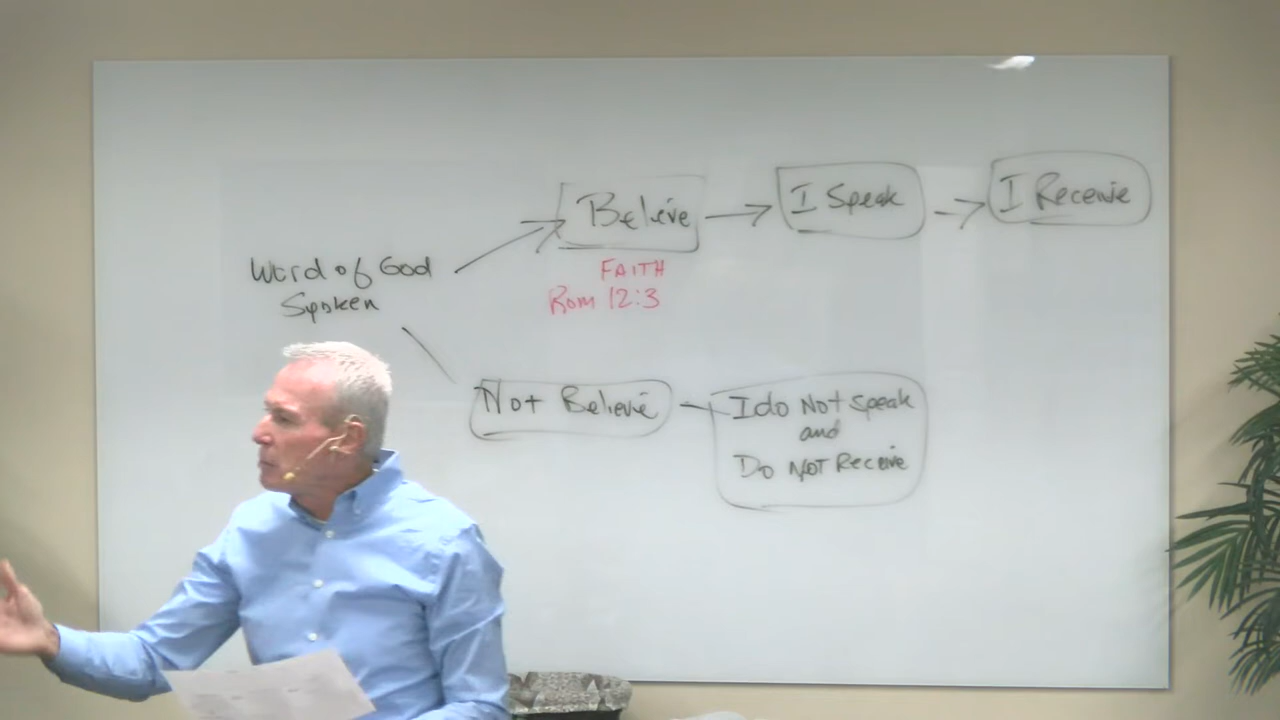 Believe
I Speak
I Receive
Word of God
Spoken
FAITH
Rom 12:3
Not Believe
I do Not Speak
and
Do NOT Receive